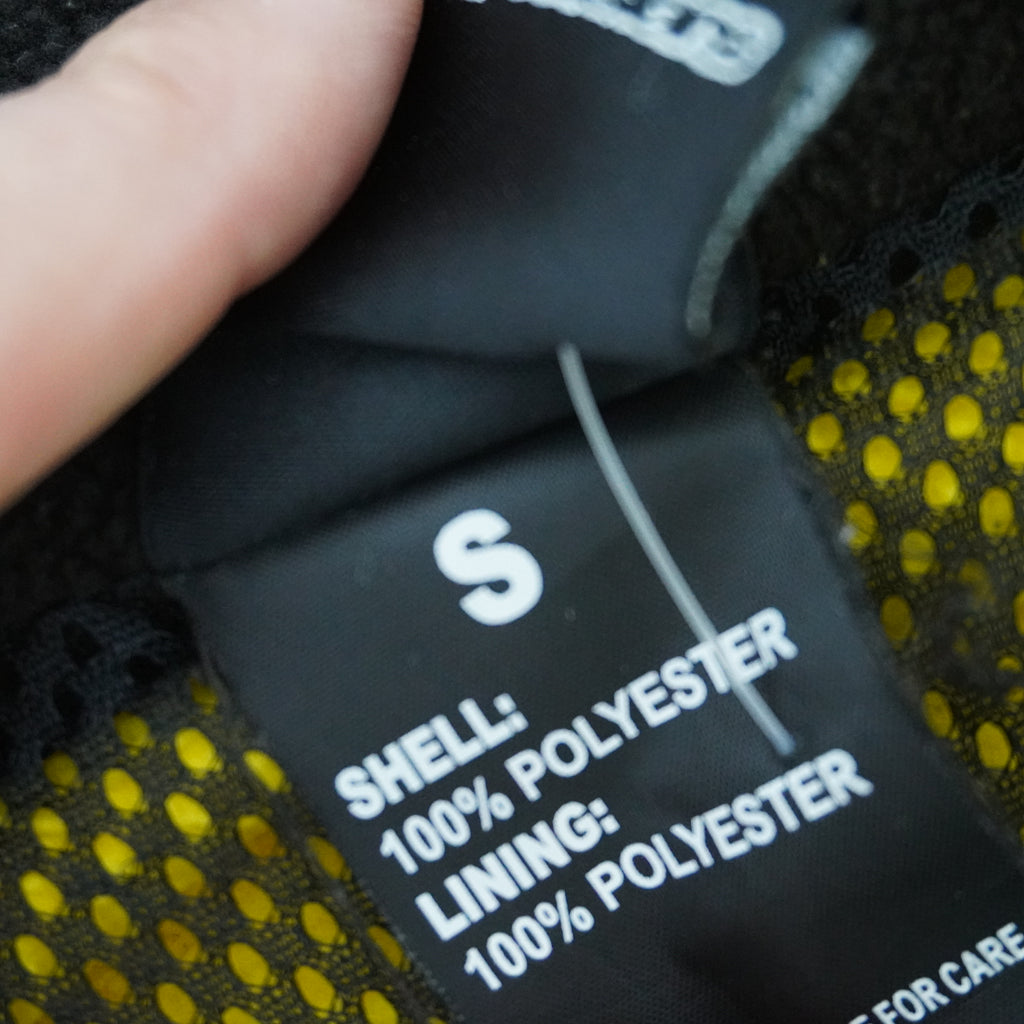 S
SHELL:
100% POLYESTER
LINING:
100% POLYESTER
FOR CARE